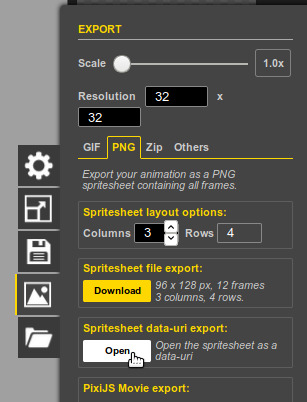 EXPORT
Scale 1.0x
Resolution 32 x
32
GIF PNG Zip Others
Export your animation as a PNG
spritesheet containing all frames.
Spritesheet layout options:
Columns 3 Rows 4
Spritesheet file export:
Download 96 x 128 px, 12 frames
3 columns, 4 rows.
Spritesheet data-uri export:
Open Open the spritesheet as a
data-uri
PixiJS Movie export: